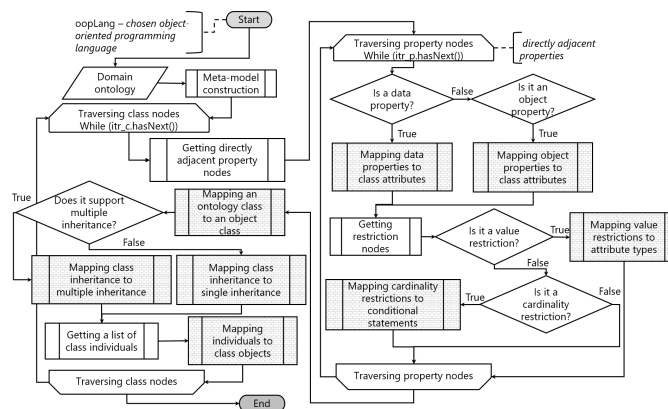 oopLang – chosen object-
oriented programming
language
Start
Domain
ontology
Meta-model
construction
Traversing class nodes
While (itr_c.hasNext())
Getting directly
adjacent property
nodes
Does it support
multiple
inheritance?
True
False
Mapping an
ontology class
to an object
class
Mapping class
inheritance to
multiple inheritance
Mapping class
inheritance to
single inheritance
Getting a list of
class individuals
Mapping
individuals to
class objects
Traversing class nodes
End
Traversing property nodes
While (itr_p.hasNext())
directly adjacent
properties
Is a data
property?
False
Is it an
object
property?
True
True
Mapping data
properties to
class attributes
Mapping object
properties to
class attributes
Getting
restriction
nodes
Is it a value
restriction?
True
Mapping value
restrictions to
attribute types
False
Mapping cardinality
restrictions to
conditional
statements
True
Is it a
cardinality
restriction?
False
Traversing property nodes